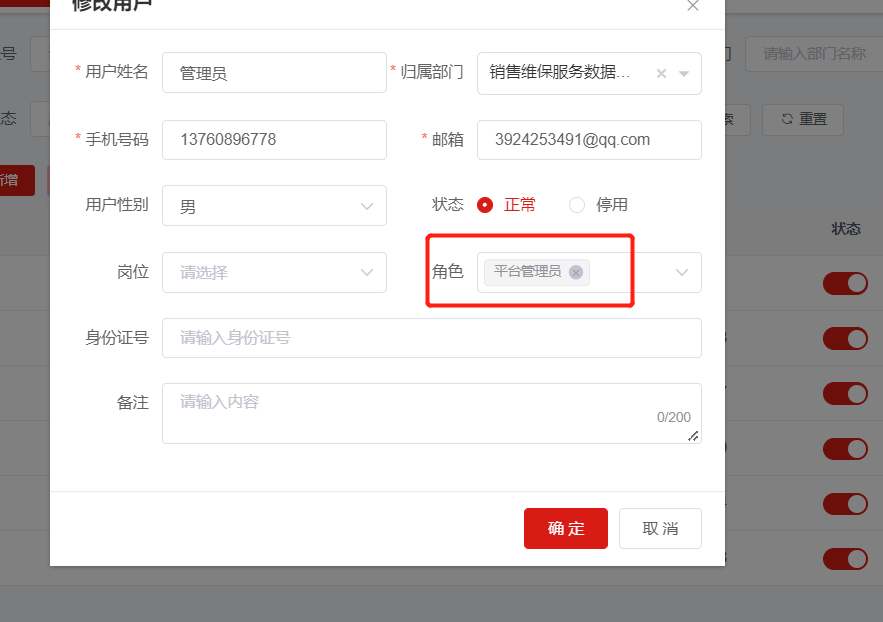 修改用户
* 用户姓名 管理员 * 归属部门 销售维保服务数据...
请输入部门名称
* 手机号码 13760896778 * 邮箱 3924253491@qq.com
重置
用户性别 男 状态 正常 停用
状态
岗位 请选择 角色 平台管理员
身份证号 请输入身份证号
备注 请输入内容
0/200
确 定 取 消